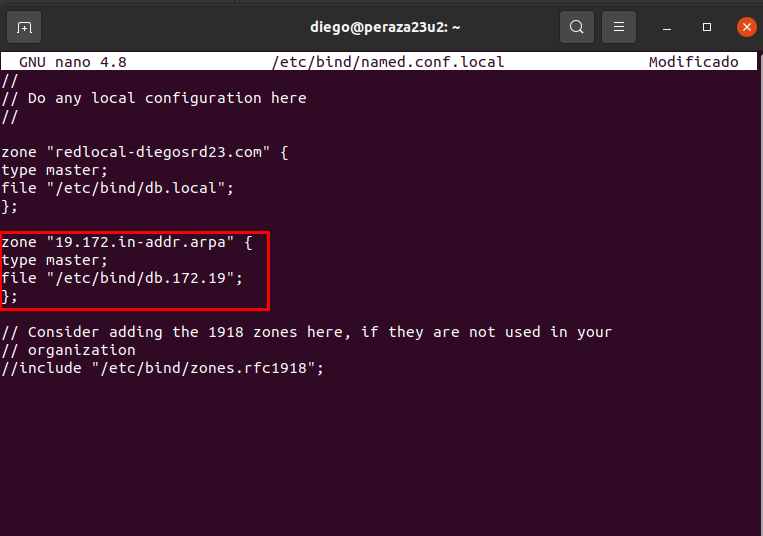 diego@peraza23u2: ~
GNU nano 4.8 /etc/bind/named.conf.local Modificado
//
// Do any local configuration here
//
zone "redlocal-diegosrd23.com" {
type master;
file "/etc/bind/db.local";
};
zone "19.172.in-addr.arpa" {
type master;
file "/etc/bind/db.172.19";
};
// Consider adding the 1918 zones here, if they are not used in your
// organization
//include "/etc/bind/zones.rfc1918";